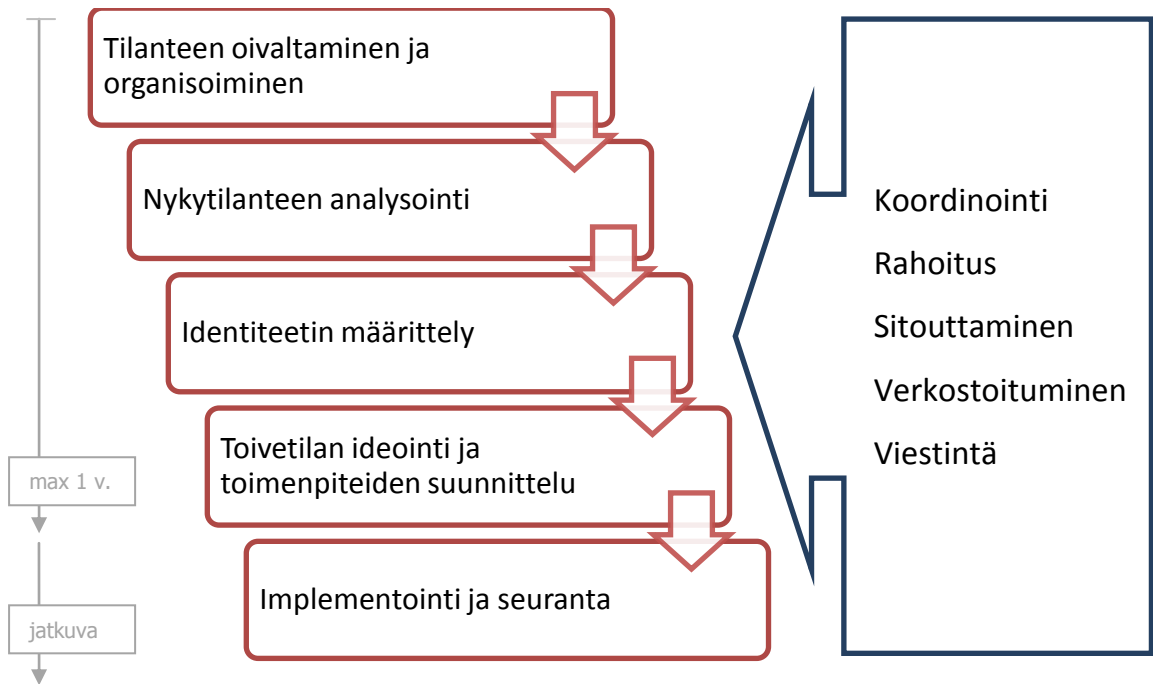 Tilanteen oivaltaminen ja
organisoiminen
Nykytilanteen analysointi
Identiteetin määrittely
Toivetilan ideointi ja
toimenpiteiden suunnittelu
Implementointi ja seuranta
max 1 v.
jatkuva
Koordinointi
Rahoitus
Sitouttaminen
Verkostoituminen
Viestintä